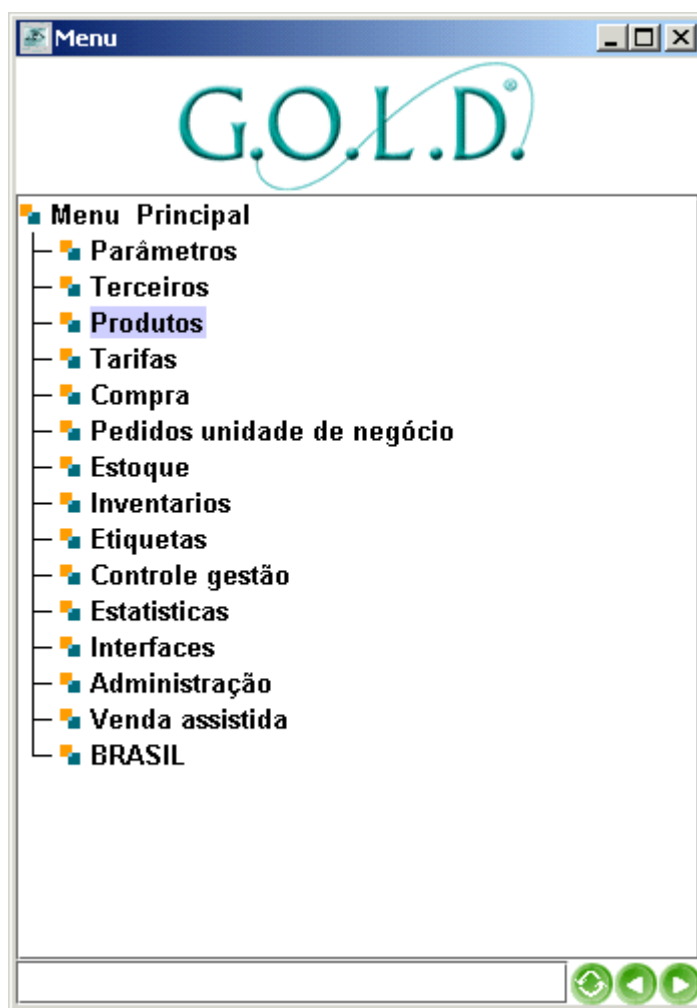 Menu
G.O.L.D.®
Menu Principal
Parâmetros
Terceiros
Produtos
Tarifas
Compra
Pedidos unidade de negócio
Estoque
Inventarios
Etiquetas
Controle gestão
Estatisticas
Interfaces
Administração
Venda assistida
BRASIL